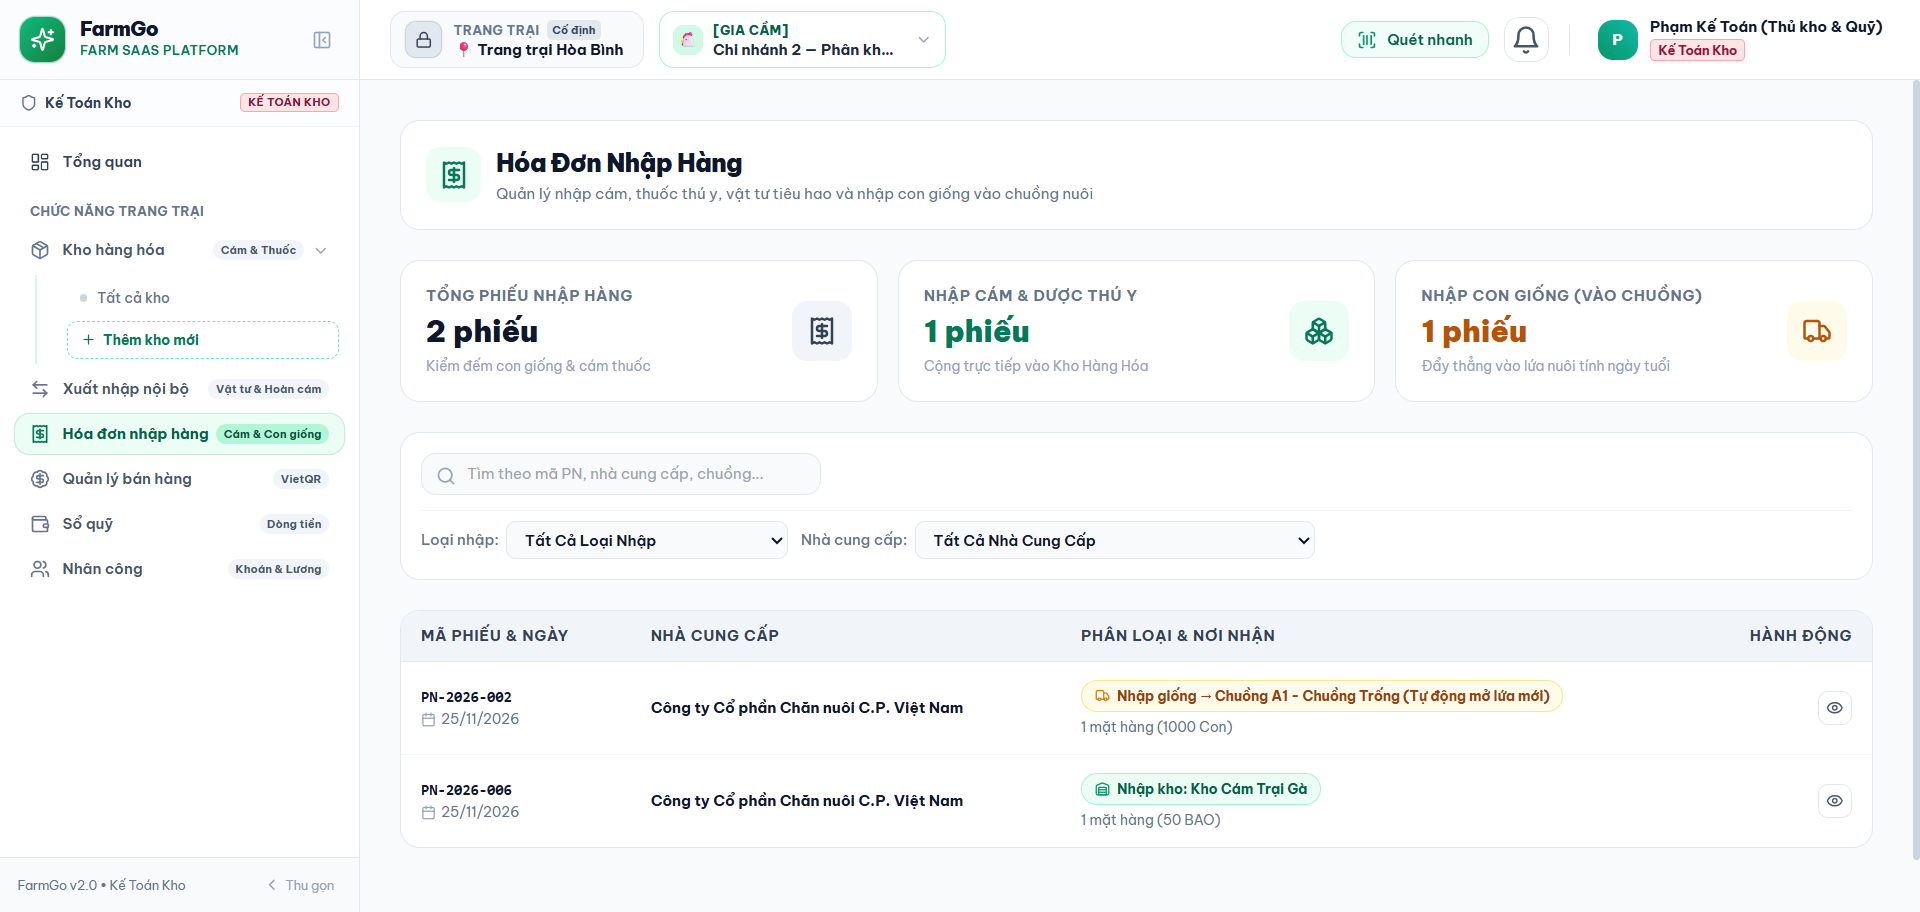 FarmGo
FARM SAAS PLATFORM
TRANG TRẠI Cố định
Trang trại Hòa Bình
[GIA CẦM]
Chi nhánh 2 – Phân kh...
Quét nhanh
P
Phạm Kế Toán (Thủ kho & Quỹ)
Kế Toán Kho
Kế Toán Kho
KẾ TOÁN KHO
Tổng quan
CHỨC NĂNG TRANG TRẠI
Kho hàng hóa Cám & Thuốc
Tất cả kho
+ Thêm kho mới
Xuất nhập nội bộ Vật tư & Hoàn cám
Hóa đơn nhập hàng Cám & Con giống
Quản lý bán hàng VietQR
Sổ quỹ Dòng tiền
Nhân công Khoán & Lương
FarmGo v2.0 • Kế Toán Kho
Thu gọn
Hóa Đơn Nhập Hàng
Quản lý nhập cám, thuốc thú y, vật tư tiêu hao và nhập con giống vào chuồng nuôi
TỔNG PHIẾU NHẬP HÀNG
2 phiếu
Kiểm đếm con giống & cám thuốc
NHẬP CÁM & DƯỢC THÚ Y
1 phiếu
Cộng trực tiếp vào Kho Hàng Hóa
NHẬP CON GIỐNG (VÀO CHUỒNG)
1 phiếu
Đẩy thẳng vào lứa nuôi tính ngày tuổi
Tìm theo mã PN, nhà cung cấp, chuồng...
Loại nhập: Tất Cả Loại Nhập Nhà cung cấp: Tất Cả Nhà Cung Cấp
MÃ PHIẾU & NGÀY NHÀ CUNG CẤP PHÂN LOẠI & NƠI NHẬN HÀNH ĐỘNG
PN-2026-002
25/11/2026
Công ty Cổ phần Chăn nuôi C.P. Việt Nam
Nhập giống → Chuồng A1 - Chuồng Trống (Tự động mở lứa mới)
1 mặt hàng (1000 Con)
PN-2026-006
25/11/2026
Công ty Cổ phần Chăn nuôi C.P. Việt Nam
Nhập kho: Kho Cám Trại Gà
1 mặt hàng (50 BAO)